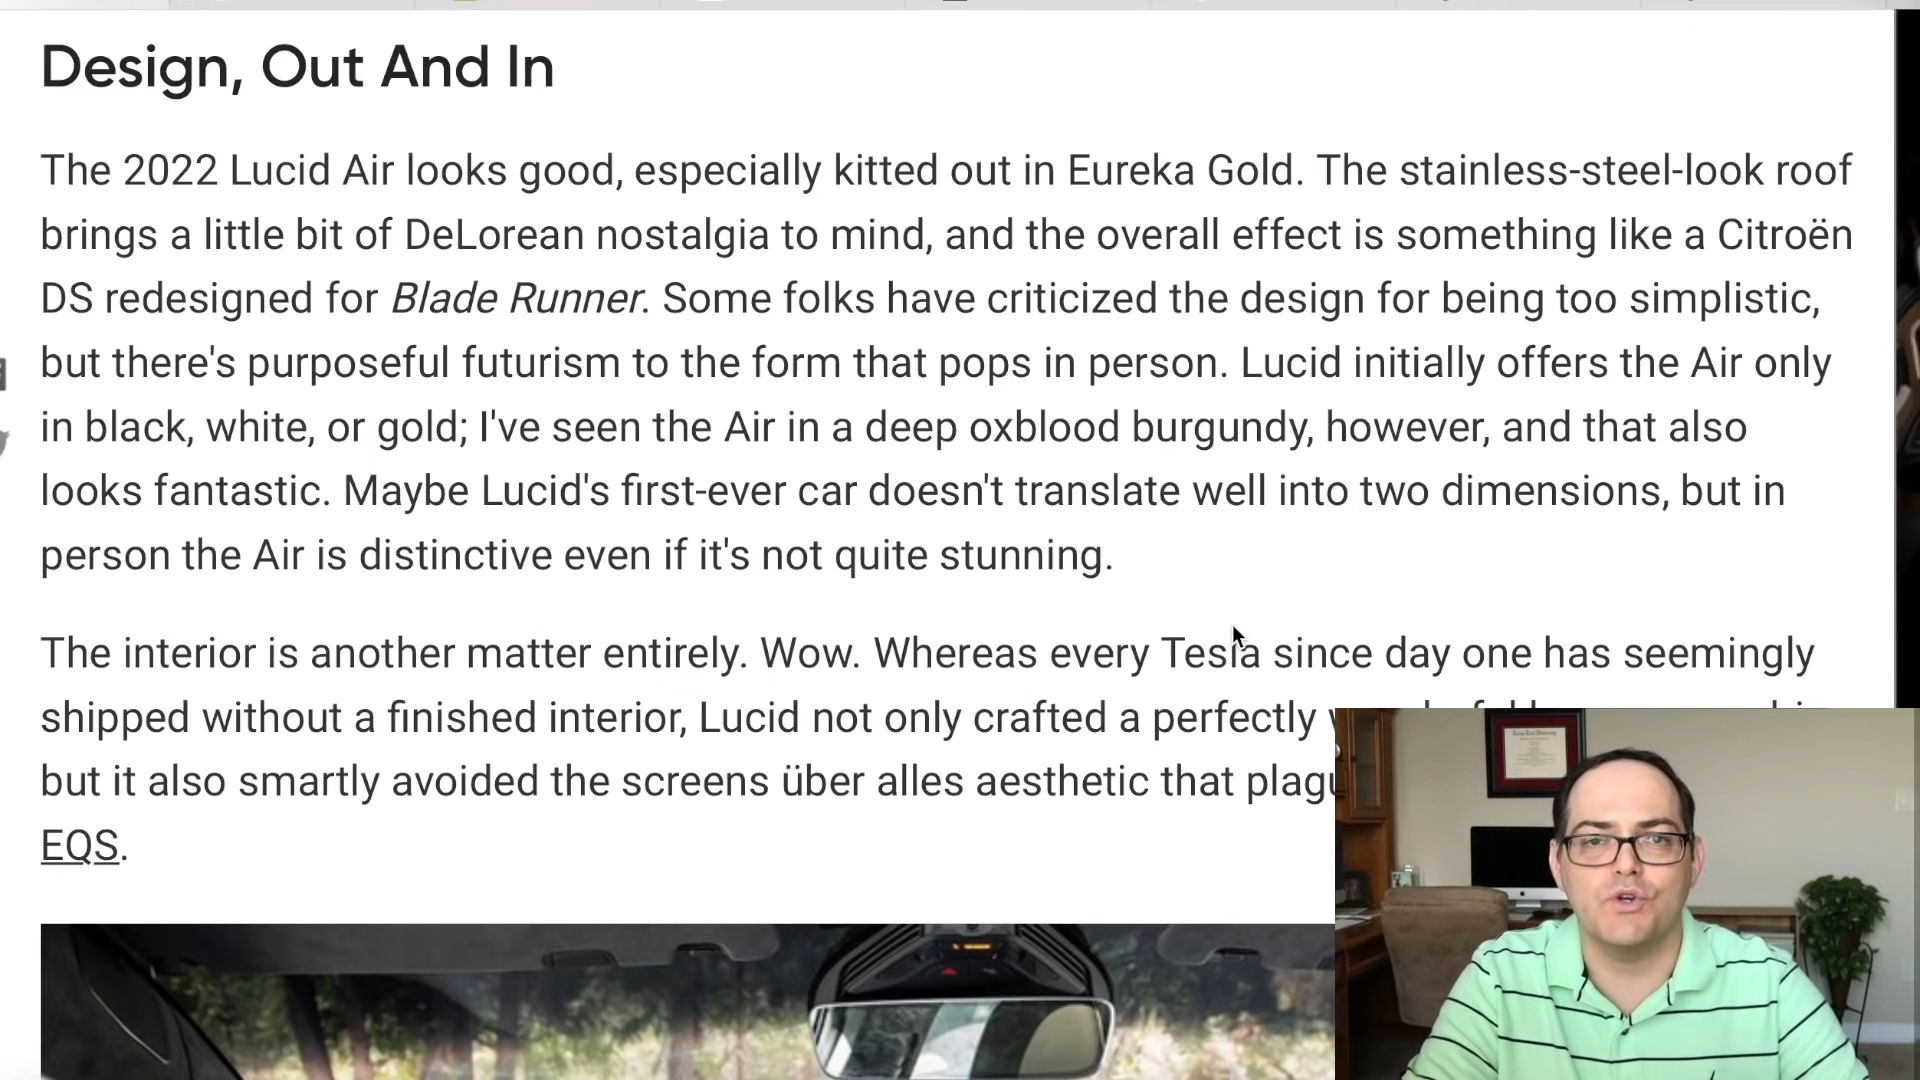 Design, Out And In
The 2022 Lucid Air looks good, especially kitted out in Eureka Gold. The stainless-steel-look roof
brings a little bit of DeLorean nostalgia to mind, and the overall effect is something like a Citroën
DS redesigned for Blade Runner. Some folks have criticized the design for being too simplistic,
but there's purposeful futurism to the form that pops in person. Lucid initially offers the Air only
in black, white, or gold; I've seen the Air in a deep oxblood burgundy, however, and that also
looks fantastic. Maybe Lucid's first-ever car doesn't translate well into two dimensions, but in
person the Air is distinctive even if it's not quite stunning.
The interior is another matter entirely. Wow. Whereas every Tesla since day one has seemingly
shipped without a finished interior, Lucid not only crafted a perfectly
but it also smartly avoided the screens über alles aesthetic that
EQS.